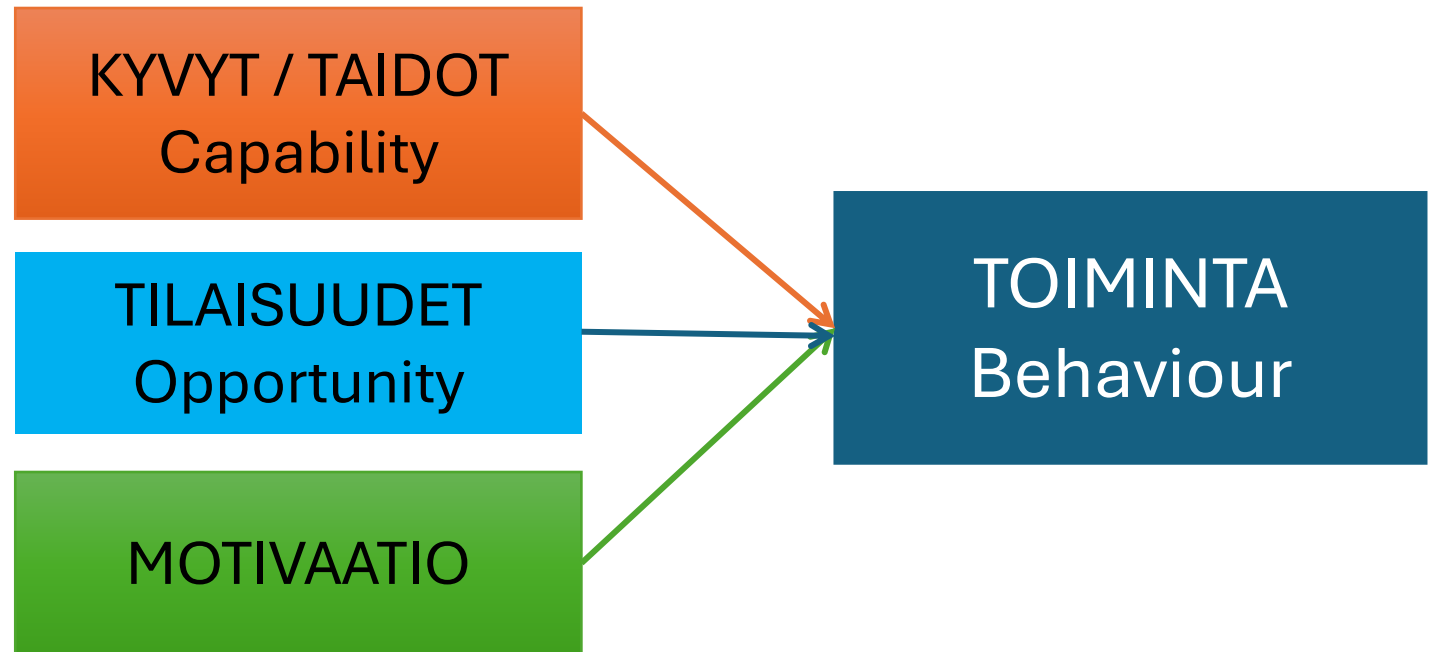 KYVYT / TAIDOT
Capability
TILAISUUDET
Opportunity
MOTIVAATIO
TOIMINTA
Behaviour